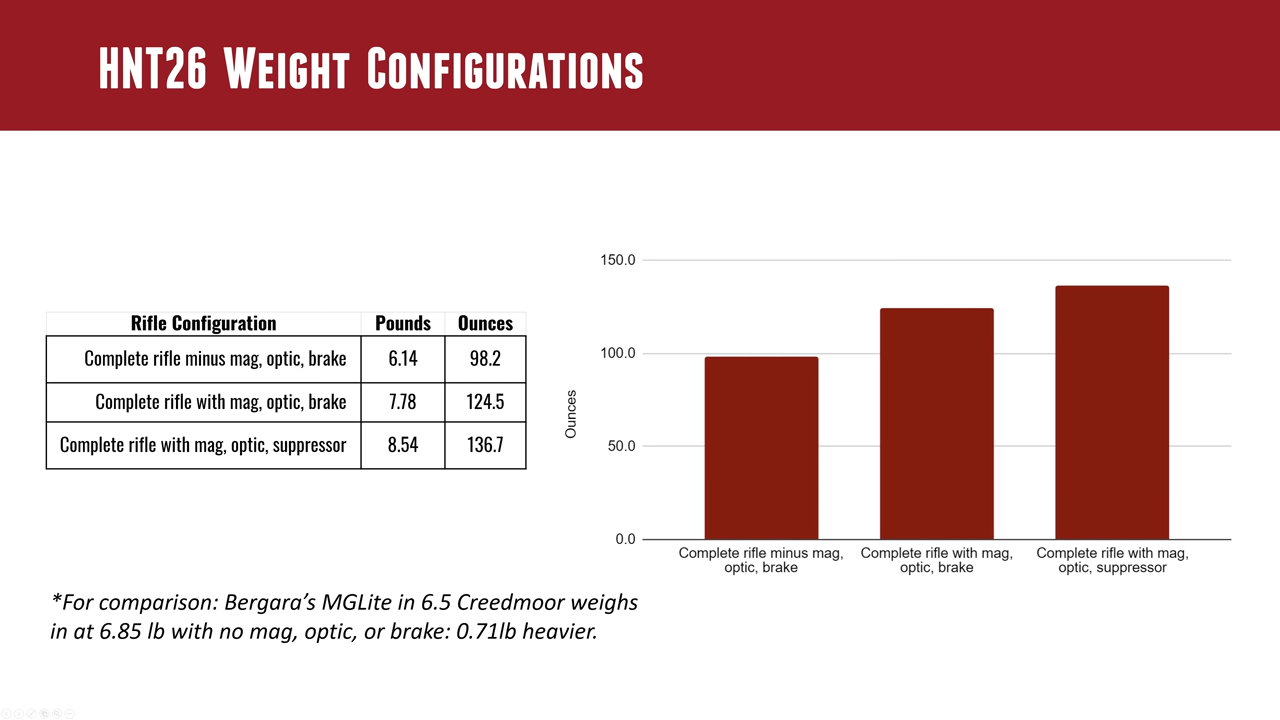 HNT26 Weight Configurations
Rifle Configuration Pounds Ounces
Complete rifle minus mag, optic, brake 6.14 98.2
Complete rifle with mag, optic, brake 7.78 124.5
Complete rifle with mag, optic, suppressor 8.54 136.7
150.0
100.0
50.0
0.0
Ounces
Complete rifle minus mag,
optic, brake
Complete rifle with mag,
optic, brake
Complete rifle with mag,
optic, suppressor
*For comparison: Bergara’s MGLite in 6.5 Creedmoor weighs
in at 6.85 lb with no mag, optic, or brake: 0.71lb heavier.